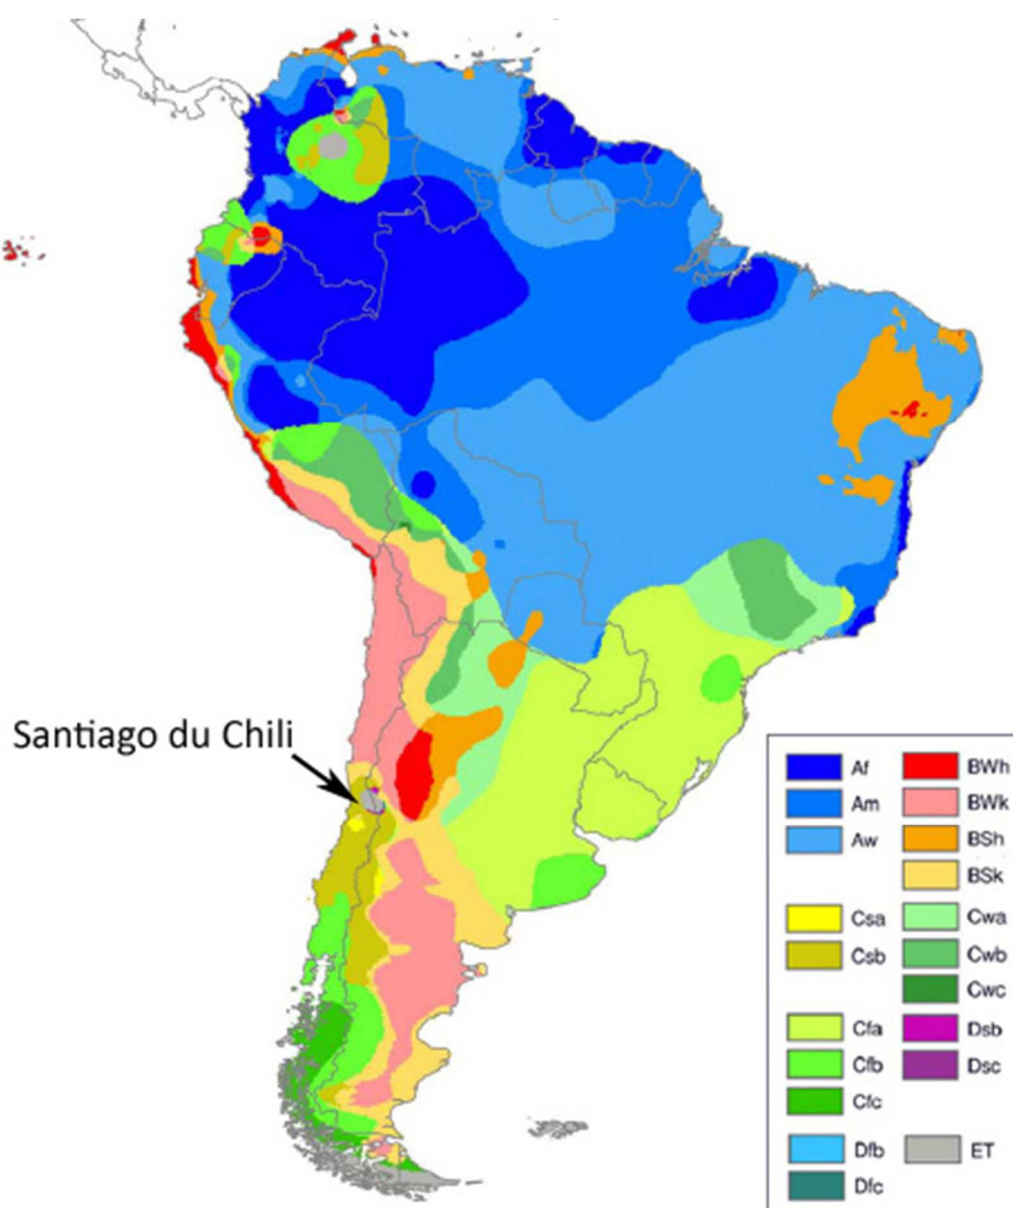 Santiago du Chili
Af BWh
Am BWk
Aw BSh
BSk
Csa Cwa
Csb Cwb
Cwc
Cfa Dsb
Cfb Dsc
Cfc
Dfb ET
Dfc